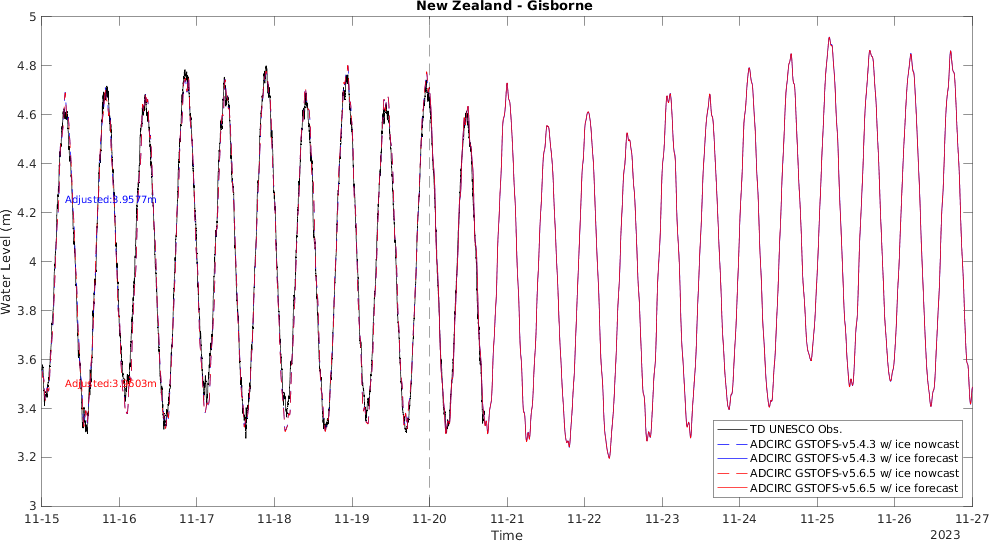 New Zealand - Gisborne
5
4.8
4.6
4.4
4.2
4
3.8
3.6
3.4
3.2
3
Water Level (m)
Adjusted:3.9577m
TD UNESCO Obs.
ADCIRC GSTOFS-v5.4.3 w/ ice nowcast
ADCIRC GSTOFS-v5.4.3 w/ ice forecast
ADCIRC GSTOFS-v5.6.5 w/ ice nowcast
ADCIRC GSTOFS-v5.6.5 w/ ice forecast
11-15 11-16 11-17 11-18 11-19 11-20 11-21 11-22 11-23 11-24 11-25 11-26 11-27
Time
2023